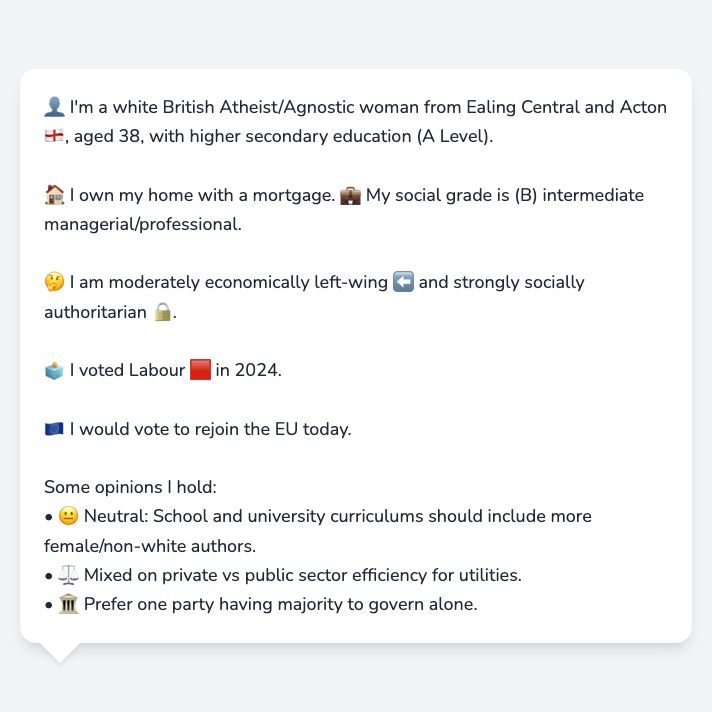 👤 I'm a white British Atheist/Agnostic woman from Ealing Central and Acton
🏴󠁧󠁢󠁥󠁮󠁧󠁿, aged 38, with higher secondary education (A Level).
🏠 I own my home with a mortgage. 💼 My social grade is (B) intermediate
managerial/professional.
🤔 I am moderately economically left-wing ⬅️ and strongly socially
authoritarian 🔒.
🗳️ I voted Labour 🟥 in 2024.
🇪🇺 I would vote to rejoin the EU today.
Some opinions I hold:
• 😐 Neutral: School and university curriculums should include more
female/non-white authors.
• ⚖️ Mixed on private vs public sector efficiency for utilities.
• 🏛️ Prefer one party having majority to govern alone.